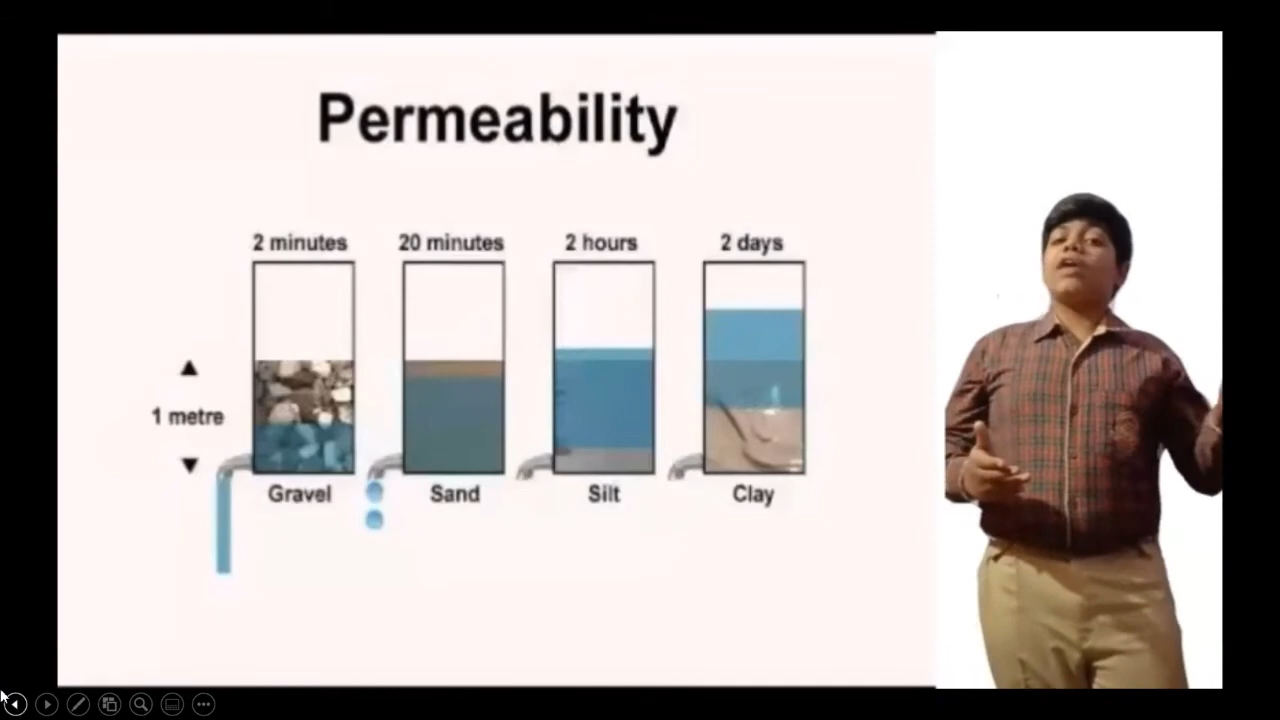 Permeability
2 minutes 20 minutes 2 hours 2 days
1 metre
Gravel Sand Silt Clay